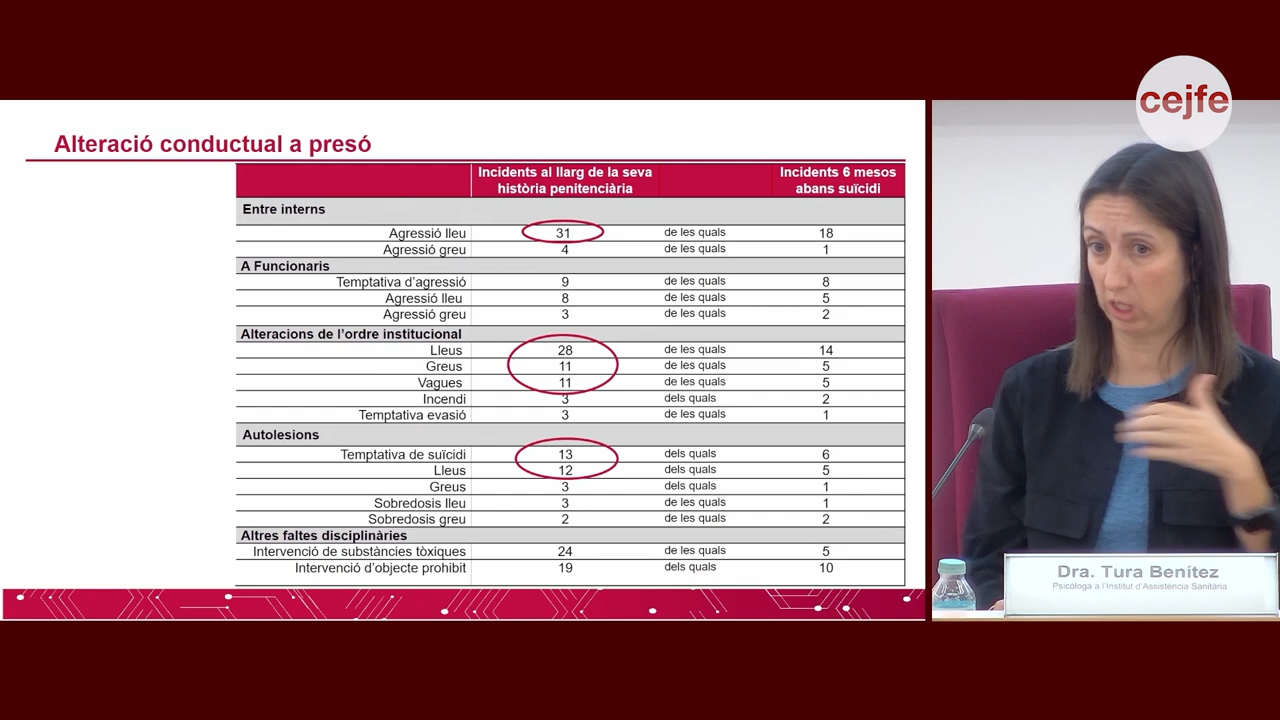 cejfe
Alteració conductual a presó
Incidents al llarg de la seva
història penitenciària
Incidents 6 mesos
abans suïcidi
Entre interns
Agressió lleu 31 de les quals 18
Agressió greu 4 de les quals 1
A Funcionaris
Temptativa d'agressió 9 de les quals 8
Agressió lleu 8 de les quals 5
Agressió greu 3 de les quals 2
Alteracions de l'ordre institucional
Lleus 28 de les quals 14
Greus 11 de les quals 5
Vagues 11 de les quals 5
Incendi 3 dels quals 2
Temptativa evasió 3 de les quals 1
Autolesions
Temptativa de suïcidi 13 dels quals 6
Lleus 12 dels quals 5
Greus 3 dels quals 1
Sobredosis lleu 3 de les quals 1
Sobredosis greu 2 de les quals 2
Altres faltes disciplinàries
Intervenció de substàncies tòxiques 24 de les quals 5
Intervenció d'objecte prohibit 19 dels quals 10
Dra. Tura Benítez
Psicòloga a l'Institut d'Assistència Sanitària